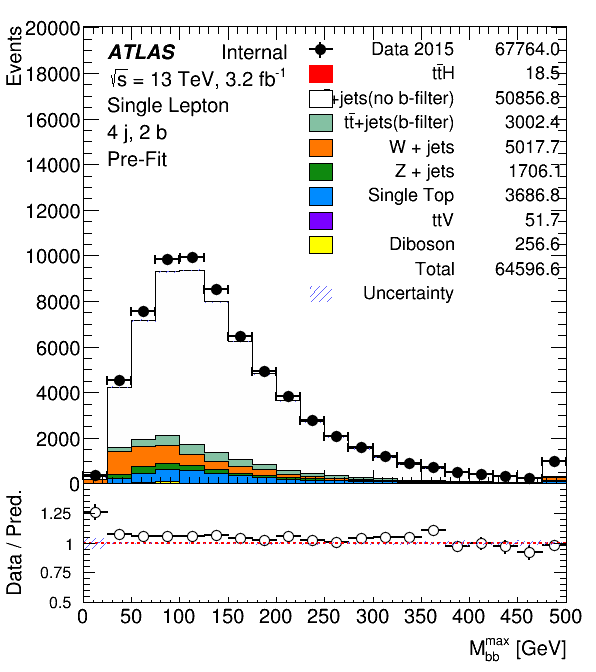 Events
20000
18000
16000
14000
12000
10000
8000
6000
4000
2000
0
ATLAS Internal
√s = 13 TeV, 3.2 fb⁻¹
Single Lepton
4 j, 2 b
Pre-Fit
Data 2015 67764.0
tt̄H 18.5
+jets(no b-filter) 50856.8
tt̄+jets(b-filter) 3002.4
W + jets 5017.7
Z + jets 1706.1
Single Top 3686.8
ttV 51.7
Diboson 256.6
Total 64596.6
Uncertainty
Data / Pred.
1.25
1
0.75
0.5
0 50 100 150 200 250 300 350 400 450 500
M_bb^max [GeV]